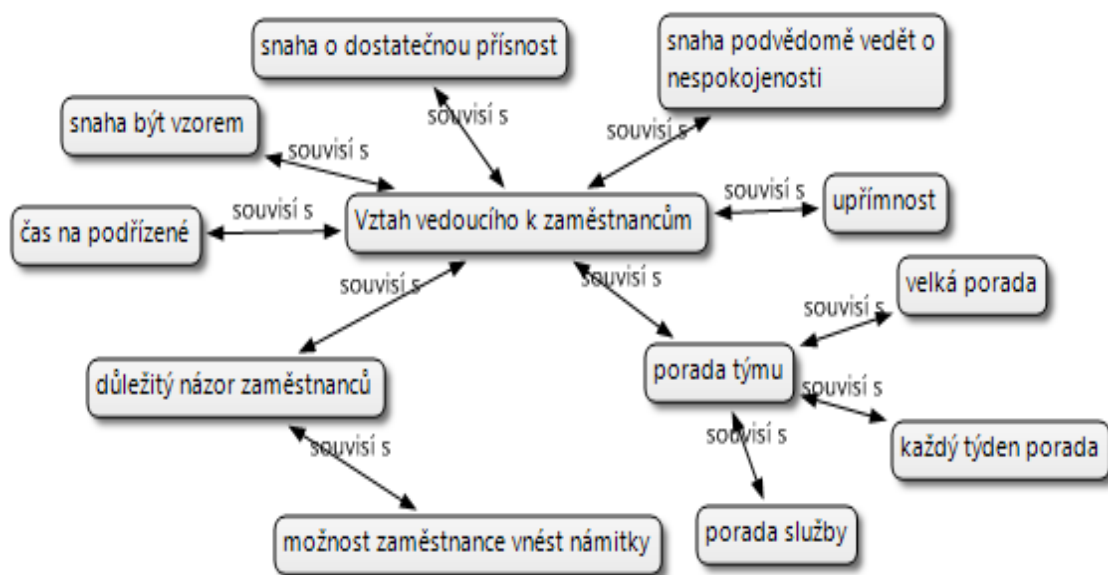 snaha o dostatečnou přísnost
snaha podvědomě vedět o
nespokojenosti
souvisí s
souvisí s
snaha být vzorem
souvisí s
souvisí s
upřímnost
čas na podřízené
souvisí s
Vztah vedoucího k zaměstnancům
souvisí s
souvisí s
velká porada
souvisí s
důležitý názor zaměstnanců
porada týmu
souvisí s
souvisí s
souvisí s
každý týden porada
možnost zaměstnance vnést námitky
porada služby